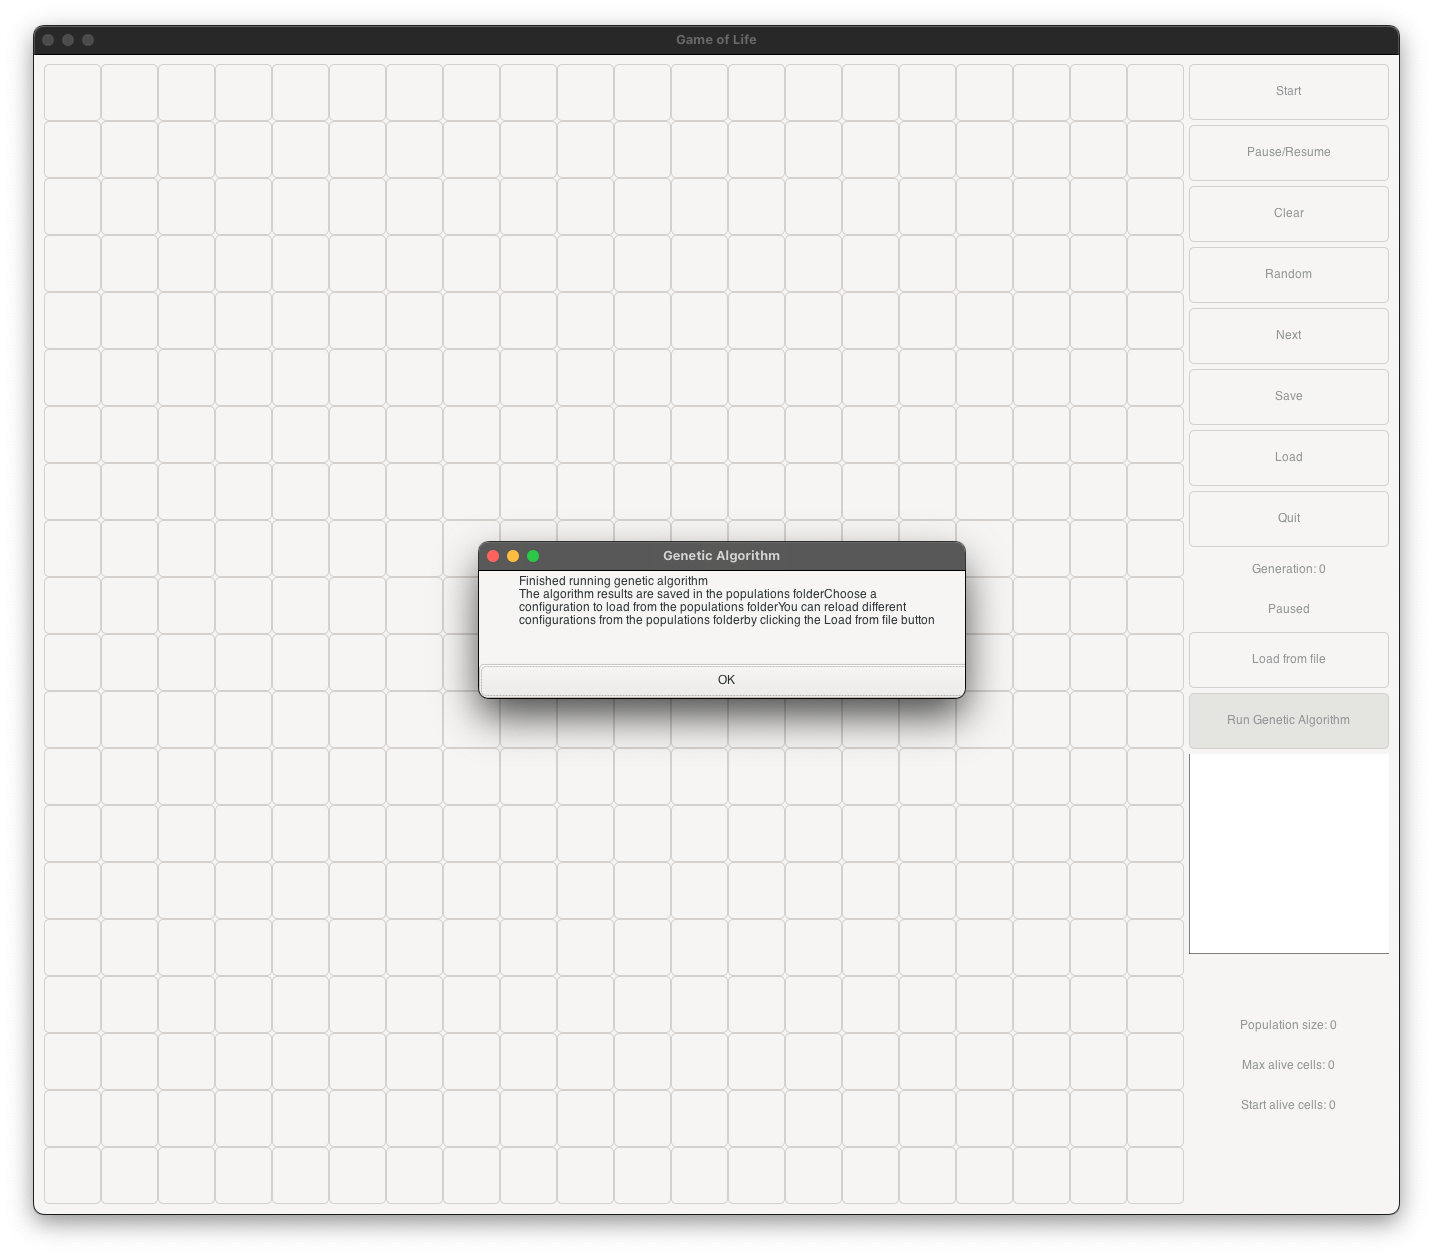 Game of Life
Start
Pause/Resume
Clear
Random
Next
Save
Load
Quit
Generation: 0
Paused
Load from file
Run Genetic Algorithm
Population size: 0
Max alive cells: 0
Start alive cells: 0
Genetic Algorithm
Finished running genetic algorithm
The algorithm results are saved in the populations folderChoose a
configuration to load from the populations folderYou can reload different
configurations from the populations folderby clicking the Load from file button
OK